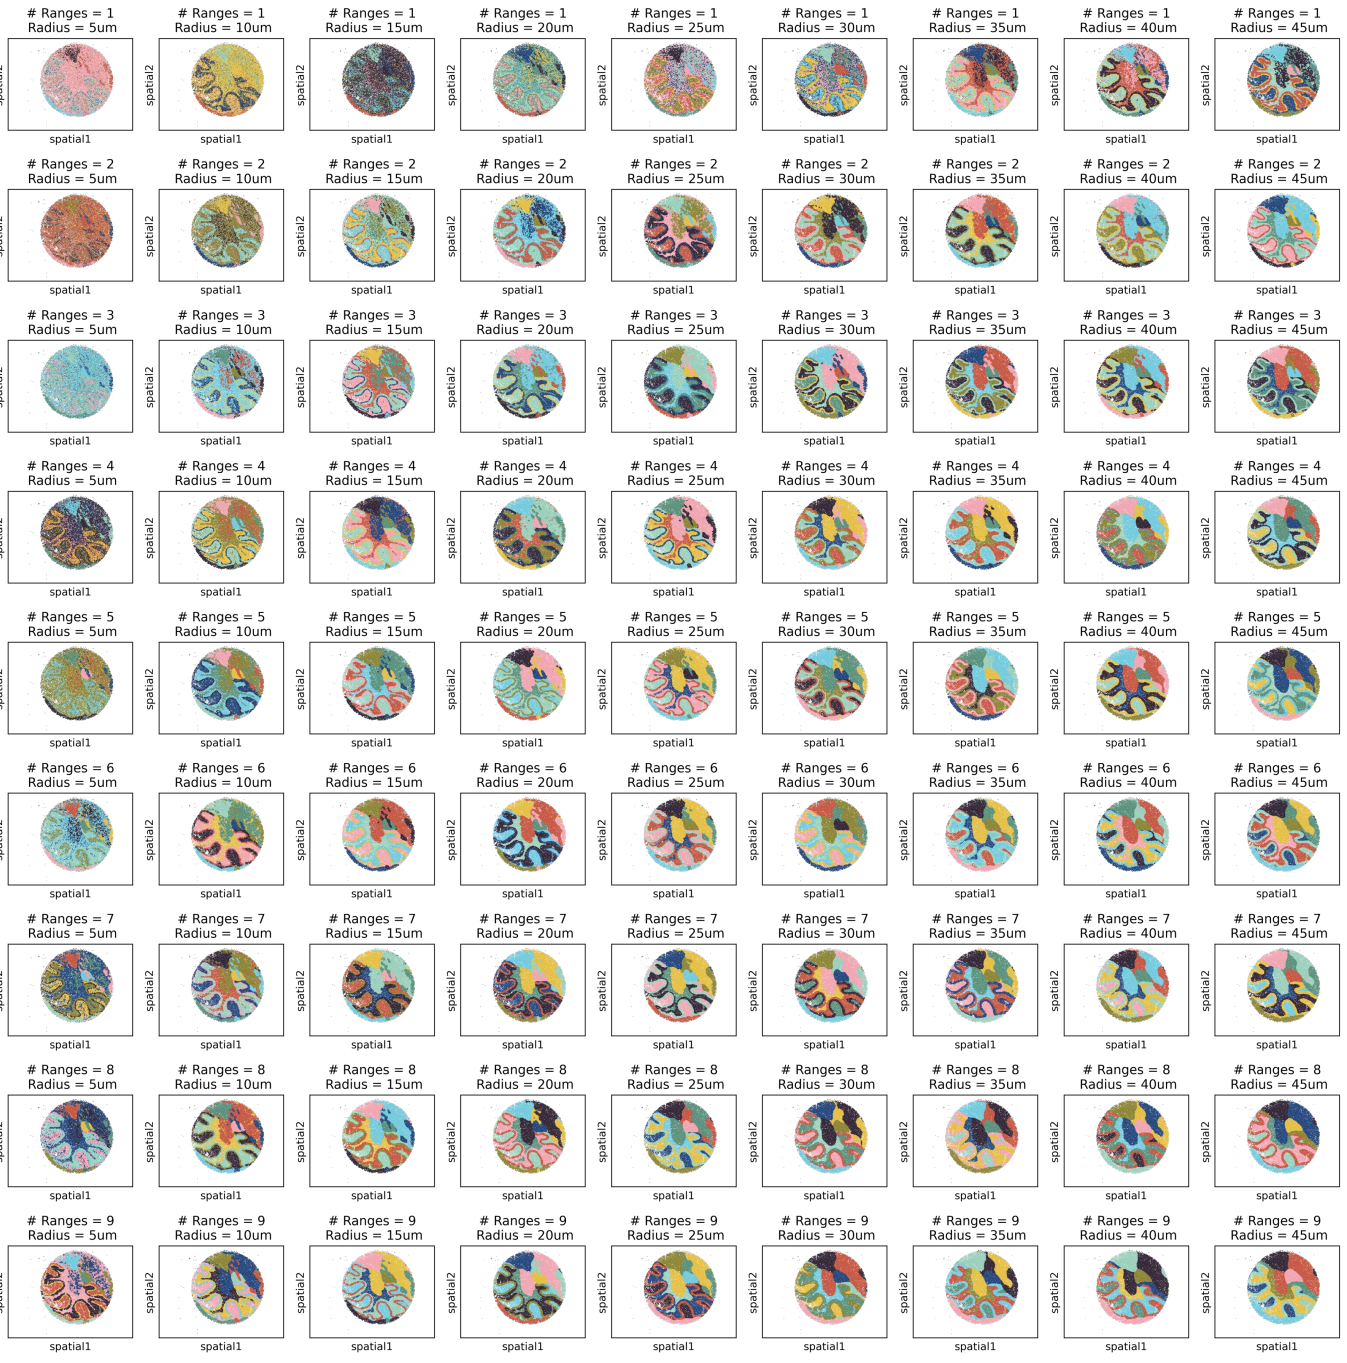 # Ranges = 1 # Ranges = 1 # Ranges = 1 # Ranges = 1 # Ranges = 1 # Ranges = 1 # Ranges = 1 # Ranges = 1 # Ranges = 1
Radius = 5um Radius = 10um Radius = 15um Radius = 20um Radius = 25um Radius = 30um Radius = 35um Radius = 40um Radius = 45um
spatial2 spatial2 spatial2 spatial2 spatial2 spatial2 spatial2 spatial2 spatial2
spatial1 spatial1 spatial1 spatial1 spatial1 spatial1 spatial1 spatial1 spatial1
# Ranges = 2 # Ranges = 2 # Ranges = 2 # Ranges = 2 # Ranges = 2 # Ranges = 2 # Ranges = 2 # Ranges = 2 # Ranges = 2
Radius = 5um Radius = 10um Radius = 15um Radius = 20um Radius = 25um Radius = 30um Radius = 35um Radius = 40um Radius = 45um
spatial2 spatial2 spatial2 spatial2 spatial2 spatial2 spatial2 spatial2 spatial2
spatial1 spatial1 spatial1 spatial1 spatial1 spatial1 spatial1 spatial1 spatial1
# Ranges = 3 # Ranges = 3 # Ranges = 3 # Ranges = 3 # Ranges = 3 # Ranges = 3 # Ranges = 3 # Ranges = 3 # Ranges = 3
Radius = 5um Radius = 10um Radius = 15um Radius = 20um Radius = 25um Radius = 30um Radius = 35um Radius = 40um Radius = 45um
spatial2 spatial2 spatial2 spatial2 spatial2 spatial2 spatial2 spatial2 spatial2
spatial1 spatial1 spatial1 spatial1 spatial1 spatial1 spatial1 spatial1 spatial1
# Ranges = 4 # Ranges = 4 # Ranges = 4 # Ranges = 4 # Ranges = 4 # Ranges = 4 # Ranges = 4 # Ranges = 4 # Ranges = 4
Radius = 5um Radius = 10um Radius = 15um Radius = 20um Radius = 25um Radius = 30um Radius = 35um Radius = 40um Radius = 45um
spatial2 spatial2 spatial2 spatial2 spatial2 spatial2 spatial2 spatial2 spatial2
spatial1 spatial1 spatial1 spatial1 spatial1 spatial1 spatial1 spatial1 spatial1
# Ranges = 5 # Ranges = 5 # Ranges = 5 # Ranges = 5 # Ranges = 5 # Ranges = 5 # Ranges = 5 # Ranges = 5 # Ranges = 5
Radius = 5um Radius = 10um Radius = 15um Radius = 20um Radius = 25um Radius = 30um Radius = 35um Radius = 40um Radius = 45um
spatial2 spatial2 spatial2 spatial2 spatial2 spatial2 spatial2 spatial2 spatial2
spatial1 spatial1 spatial1 spatial1 spatial1 spatial1 spatial1 spatial1 spatial1
# Ranges = 6 # Ranges = 6 # Ranges = 6 # Ranges = 6 # Ranges = 6 # Ranges = 6 # Ranges = 6 # Ranges = 6 # Ranges = 6
Radius = 5um Radius = 10um Radius = 15um Radius = 20um Radius = 25um Radius = 30um Radius = 35um Radius = 40um Radius = 45um
spatial2 spatial2 spatial2 spatial2 spatial2 spatial2 spatial2 spatial2 spatial2
spatial1 spatial1 spatial1 spatial1 spatial1 spatial1 spatial1 spatial1 spatial1
# Ranges = 7 # Ranges = 7 # Ranges = 7 # Ranges = 7 # Ranges = 7 # Ranges = 7 # Ranges = 7 # Ranges = 7 # Ranges = 7
Radius = 5um Radius = 10um Radius = 15um Radius = 20um Radius = 25um Radius = 30um Radius = 35um Radius = 40um Radius = 45um
spatial2 spatial2 spatial2 spatial2 spatial2 spatial2 spatial2 spatial2 spatial2
spatial1 spatial1 spatial1 spatial1 spatial1 spatial1 spatial1 spatial1 spatial1
# Ranges = 8 # Ranges = 8 # Ranges = 8 # Ranges = 8 # Ranges = 8 # Ranges = 8 # Ranges = 8 # Ranges = 8 # Ranges = 8
Radius = 5um Radius = 10um Radius = 15um Radius = 20um Radius = 25um Radius = 30um Radius = 35um Radius = 40um Radius = 45um
spatial2 spatial2 spatial2 spatial2 spatial2 spatial2 spatial2 spatial2 spatial2
spatial1 spatial1 spatial1 spatial1 spatial1 spatial1 spatial1 spatial1 spatial1
# Ranges = 9 # Ranges = 9 # Ranges = 9 # Ranges = 9 # Ranges = 9 # Ranges = 9 # Ranges = 9 # Ranges = 9 # Ranges = 9
Radius = 5um Radius = 10um Radius = 15um Radius = 20um Radius = 25um Radius = 30um Radius = 35um Radius = 40um Radius = 45um
spatial2 spatial2 spatial2 spatial2 spatial2 spatial2 spatial2 spatial2 spatial2
spatial1 spatial1 spatial1 spatial1 spatial1 spatial1 spatial1 spatial1 spatial1